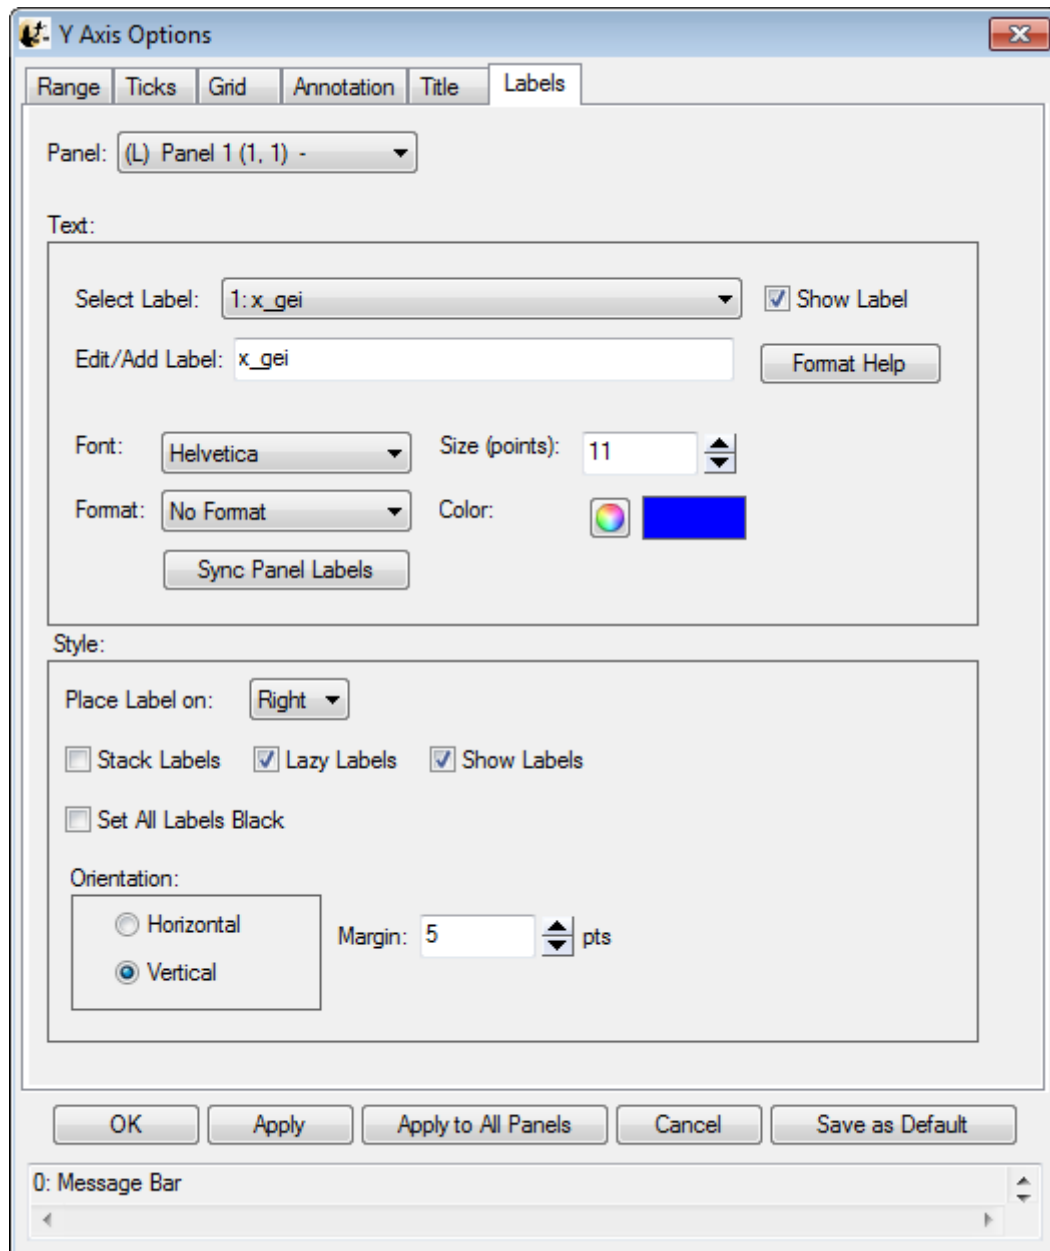 Y Axis Options
Range Ticks Grid Annotation Title Labels
Panel: (L) Panel 1 (1, 1) -
Text:
Select Label: 1: x_gei Show Label
Edit/Add Label: x_gei Format Help
Font: Helvetica Size (points): 11
Format: No Format Color:
Sync Panel Labels
Style:
Place Label on: Right
Stack Labels Lazy Labels Show Labels
Set All Labels Black
Orientation:
Horizontal
Margin: 5 pts
Vertical
OK Apply Apply to All Panels Cancel Save as Default
0: Message Bar